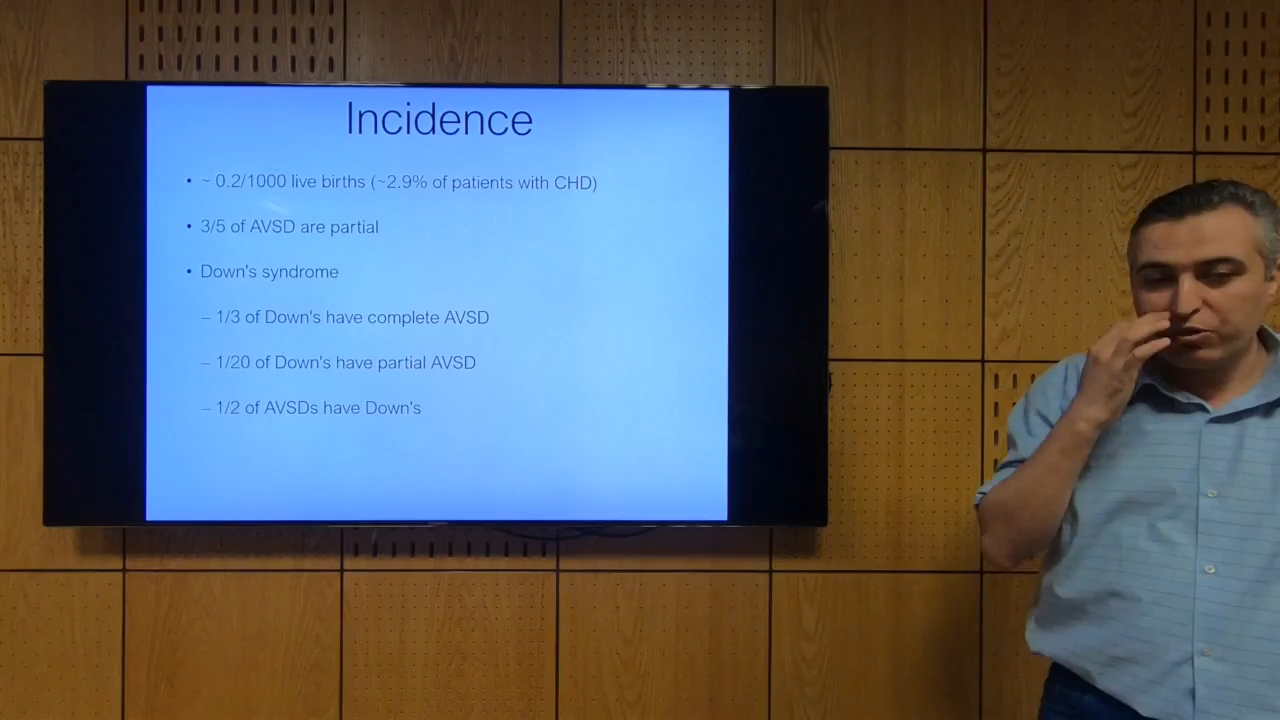 Incidence
• ~ 0.2/1000 live births (~2.9% of patients with CHD)
• 3/5 of AVSD are partial
• Down's syndrome
– 1/3 of Down's have complete AVSD
– 1/20 of Down's have partial AVSD
– 1/2 of AVSDs have Down's